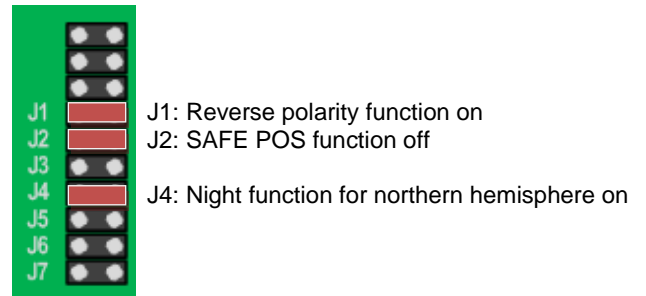 J1 J1: Reverse polarity function on
J2 J2: SAFE POS function off
J3
J4 J4: Night function for northern hemisphere on
J5
J6
J7